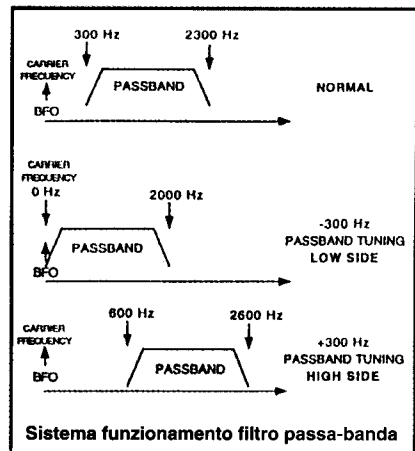 300 Hz 2300 Hz
CARRIER
FREQUENCY
PASSBAND
NORMAL
BFO
CARRIER
FREQUENCY
0 Hz
2000 Hz
PASSBAND
BFO
-300 Hz
PASSBAND TUNING
LOW SIDE
600 Hz 2600 Hz
CARRIER
FREQUENCY
PASSBAND
BFO
+300 Hz
PASSBAND TUNING
HIGH SIDE
Sistema funzionamento filtro passa-banda